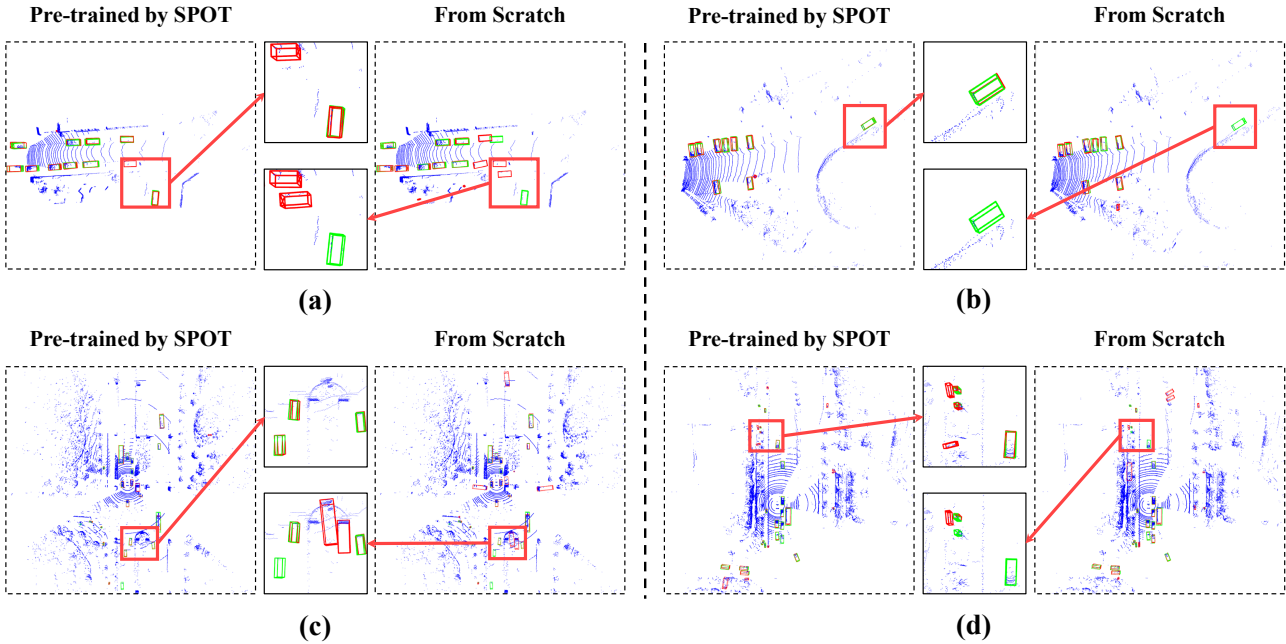 Pre-trained by SPOT From Scratch Pre-trained by SPOT From Scratch
(a) (b)
Pre-trained by SPOT From Scratch Pre-trained by SPOT From Scratch
(c) (d)